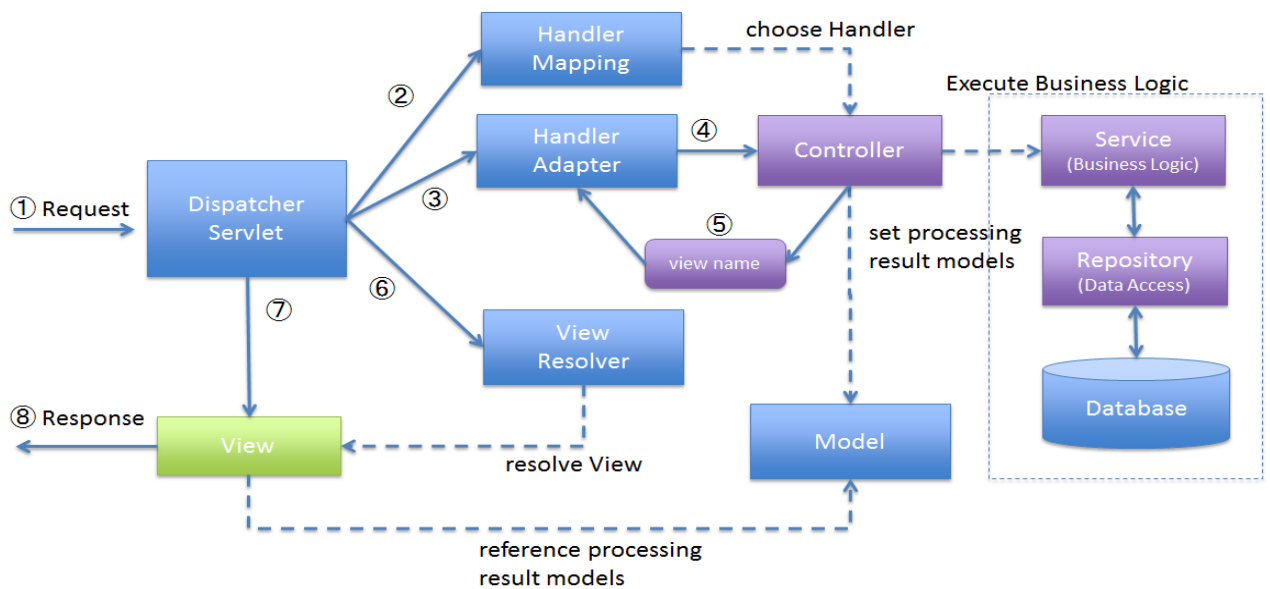 Handler
Mapping
choose Handler
②
Execute Business Logic
Handler
Adapter
④
Controller
Service
(Business Logic)
① Request
Dispatcher
Servlet
③
⑤
view name
set processing
result models
Repository
(Data Access)
⑥
⑦
View
Resolver
Database
⑧ Response
View
resolve View
Model
reference processing
result models